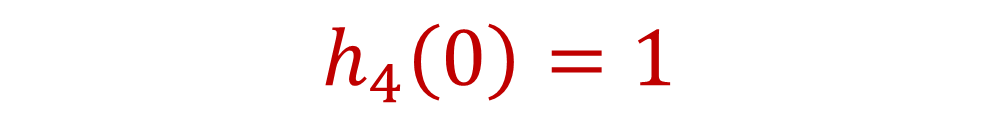 h₄(0) = 1